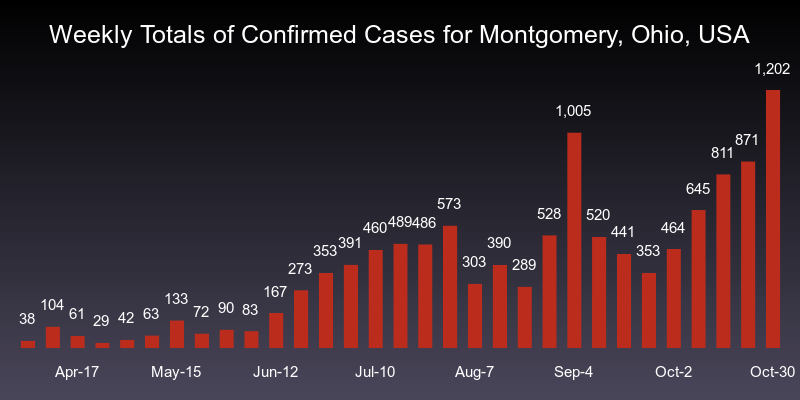 Weekly Totals of Confirmed Cases for Montgomery, Ohio, USA
38 104 61 29 42 63 133 72 90 83 167 273 353 391 460 489 486 573 303 390 289 528 1,005 520 441 353 464 645 811 871 1,202
Apr-17 May-15 Jun-12 Jul-10 Aug-7 Sep-4 Oct-2 Oct-30